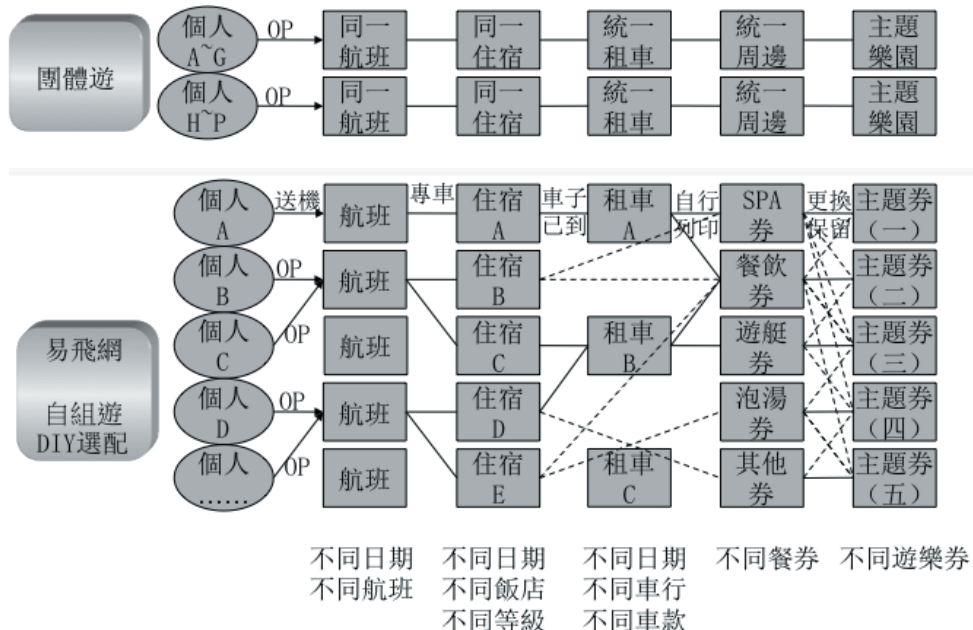 團體遊
個人
A~G
OP
同一
航班
同一
住宿
統一
租車
統一
周邊
主題
樂園
個人
H~P
OP
同一
航班
同一
住宿
統一
租車
統一
周邊
主題
樂園
易飛網
自組遊
DIY選配
個人
A
送機
航班
專車
住宿
A
車子
已到
租車
A
自行
列印
SPA
券
更換
保留
主題券
(一)
個人
B
OP
航班
住宿
B
餐飲
券
主題券
(二)
個人
C
OP
航班
住宿
C
租車
B
遊艇
券
主題券
(三)
個人
D
OP
航班
住宿
D
泡湯
券
主題券
(四)
個人
......
OP
航班
住宿
E
租車
C
其他
券
主題券
(五)
不同日期
不同航班
不同日期
不同飯店
不同等級
不同日期
不同車行
不同車款
不同餐券
不同遊樂券